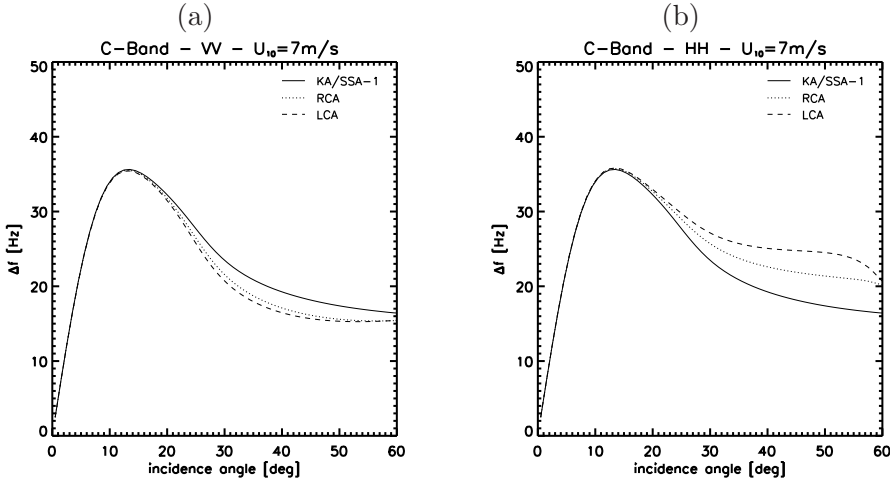 (a)
C-Band - VV - U₁₀=7m/s
50
40
30
20
10
0
Δf [Hz]
KA/SSA-1
RCA
LCA
0 10 20 30 40 50 60
incidence angle [deg]
(b)
C-Band - HH - U₁₀=7m/s
50
40
30
20
10
0
Δf [Hz]
KA/SSA-1
RCA
LCA
0 10 20 30 40 50 60
incidence angle [deg]